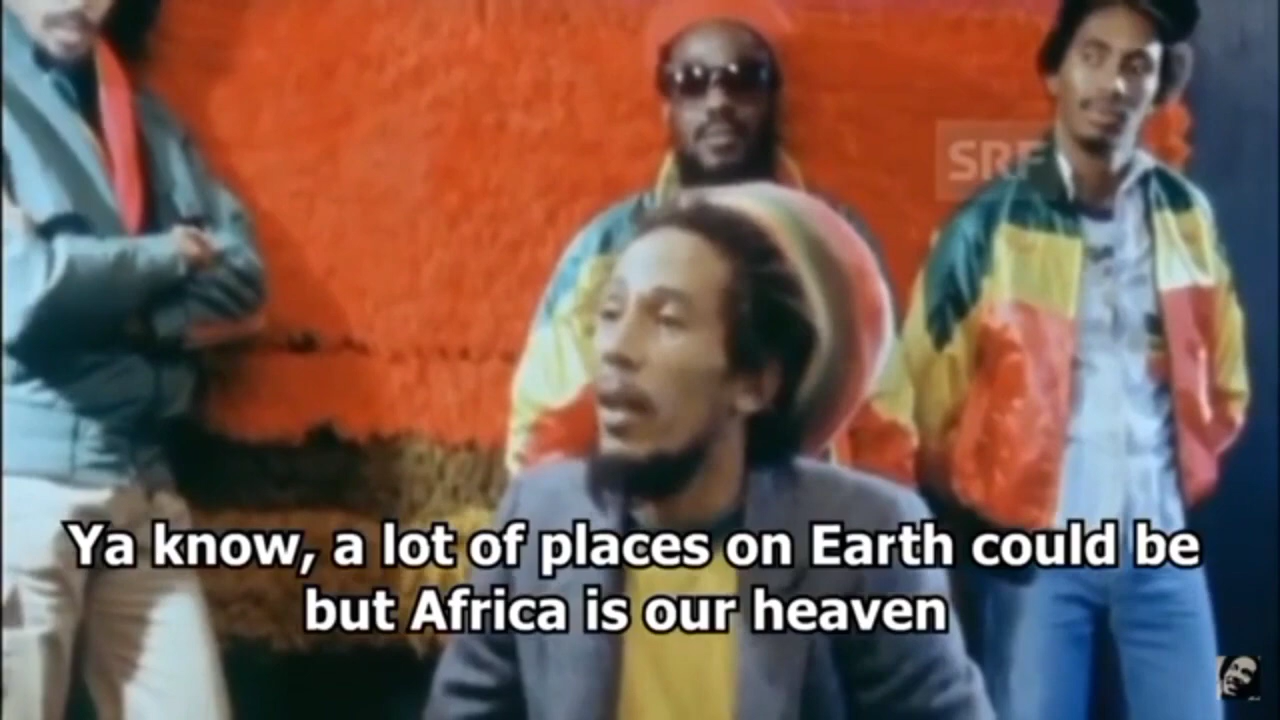 SRF
Ya know, a lot of places on Earth could be
but Africa is our heaven